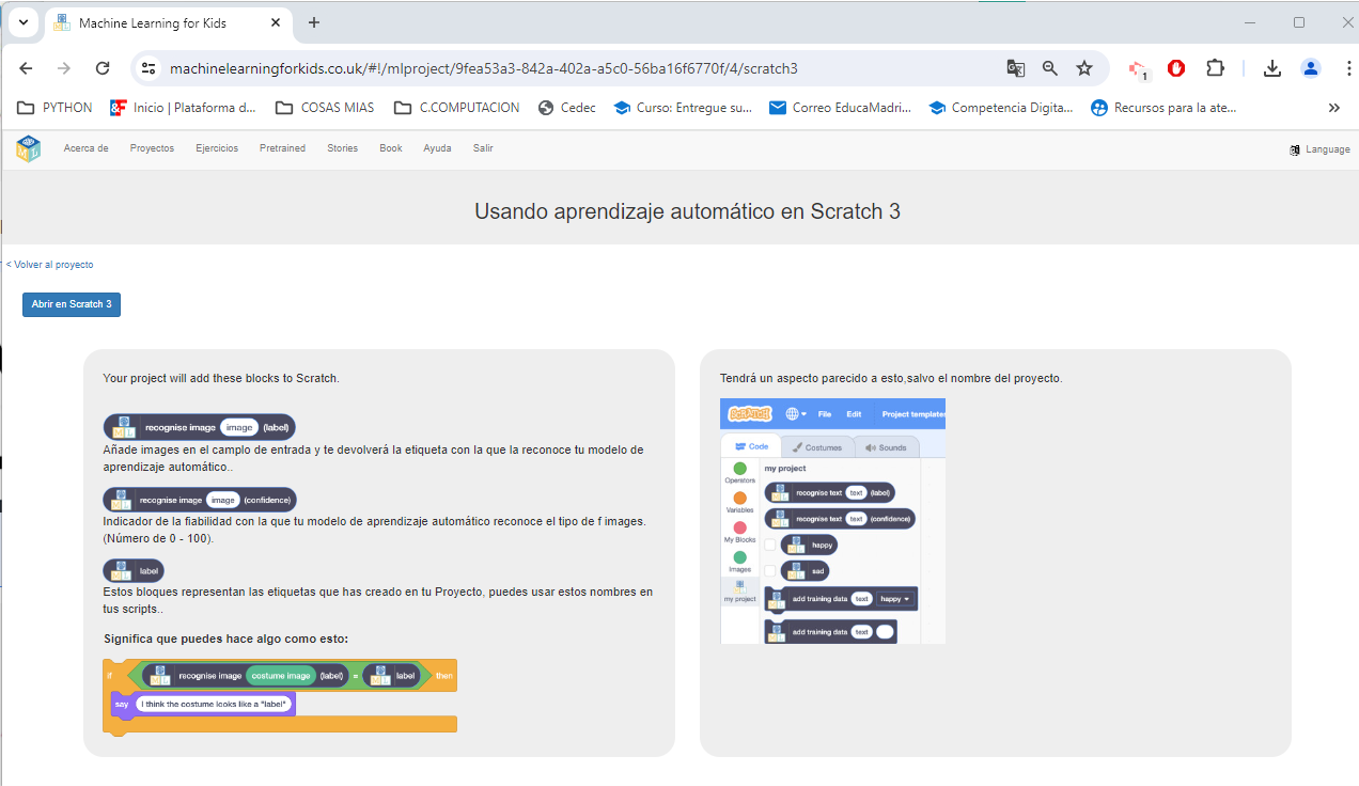 Machine Learning for Kids
machinelearningforkids.co.uk/#!/mlproject/9fea53a3-842a-402a-a5c0-56ba16f6770f/4/scratch3
1
PYTHON
Inicio | Plataforma d...
COSAS MIAS
C.COMPUTACION
Cedec
Curso: Entregue su...
Correo EducaMadri...
Competencia Digita...
Recursos para la ate...
Acerca de
Proyectos
Ejercicios
Pretrained
Stories
Book
Ayuda
Salir
Language
Usando aprendizaje automático en Scratch 3
< Volver al proyecto
Abrir en Scratch 3
Your project will add these blocks to Scratch.
recognise image image (label)
Añade images en el camplo de entrada y te devolverá la etiqueta con la que la reconoce tu modelo de
aprendizaje automático..
recognise image image (confidence)
Indicador de la fiabilidad con la que tu modelo de aprendizaje automático reconoce el tipo de f images.
(Número de 0 - 100).
label
Estos bloques representan las etiquetas que has creado en tu Proyecto, puedes usar estos nombres en
tus scripts..
Significa que puedes hace algo como esto:
if recognise image costume image (label) = label then
say I think the costume looks like a "label"
Tendrá un aspecto parecido a esto,salvo el nombre del proyecto.
SCRATCH File Edit Project templates
Code Costumes Sounds
my project
Operators
Variables
My Blocks
Images
my project
recognise text text (label)
recognise text text (confidence)
happy
sad
add training data text happy
add training data text